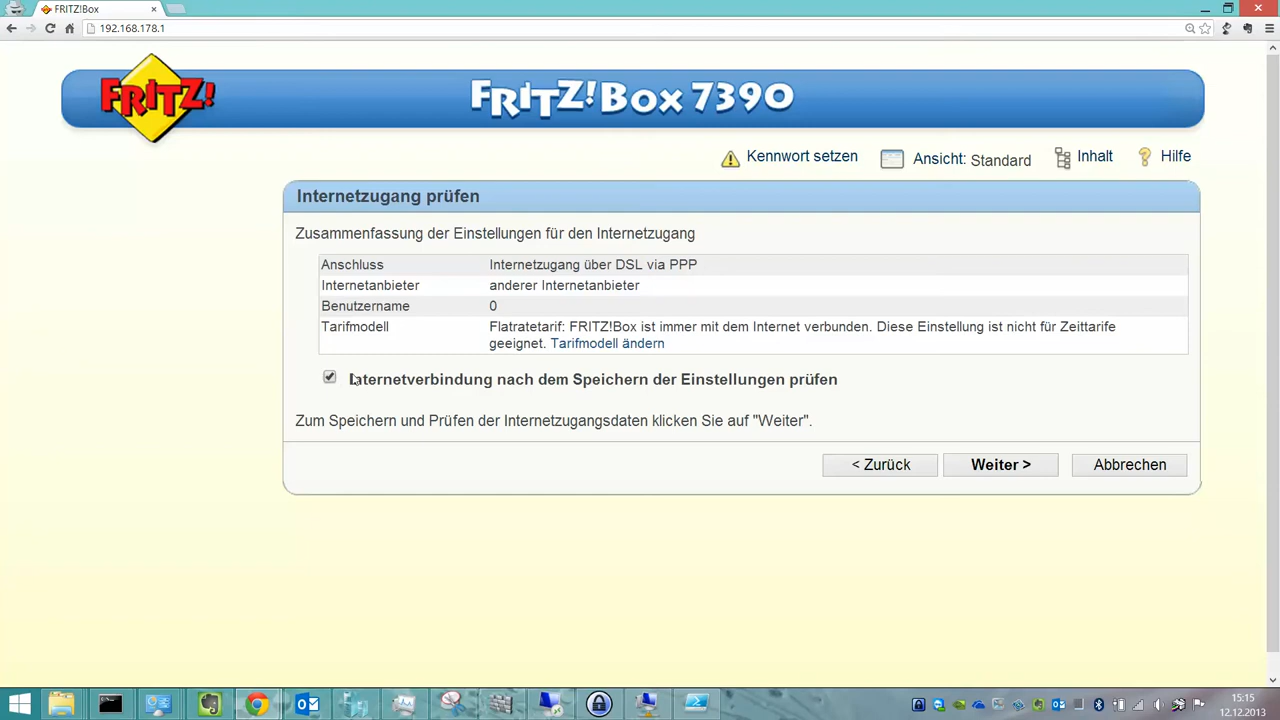 FRITZ!Box
192.168.178.1
FRITZ!
FRITZ!Box 7390
Kennwort setzen
Ansicht: Standard
Inhalt
Hilfe
Internetzugang prüfen
Zusammenfassung der Einstellungen für den Internetzugang
Anschluss Internetzugang über DSL via PPP
Internetanbieter anderer Internetanbieter
Benutzername 0
Tarifmodell Flatratetarif: FRITZ!Box ist immer mit dem Internet verbunden. Diese Einstellung ist nicht für Zeittarife
geeignet. Tarifmodell ändern
Internetverbindung nach dem Speichern der Einstellungen prüfen
Zum Speichern und Prüfen der Internetzugangsdaten klicken Sie auf "Weiter".
< Zurück
Weiter >
Abbrechen
15:15
12.12.2013